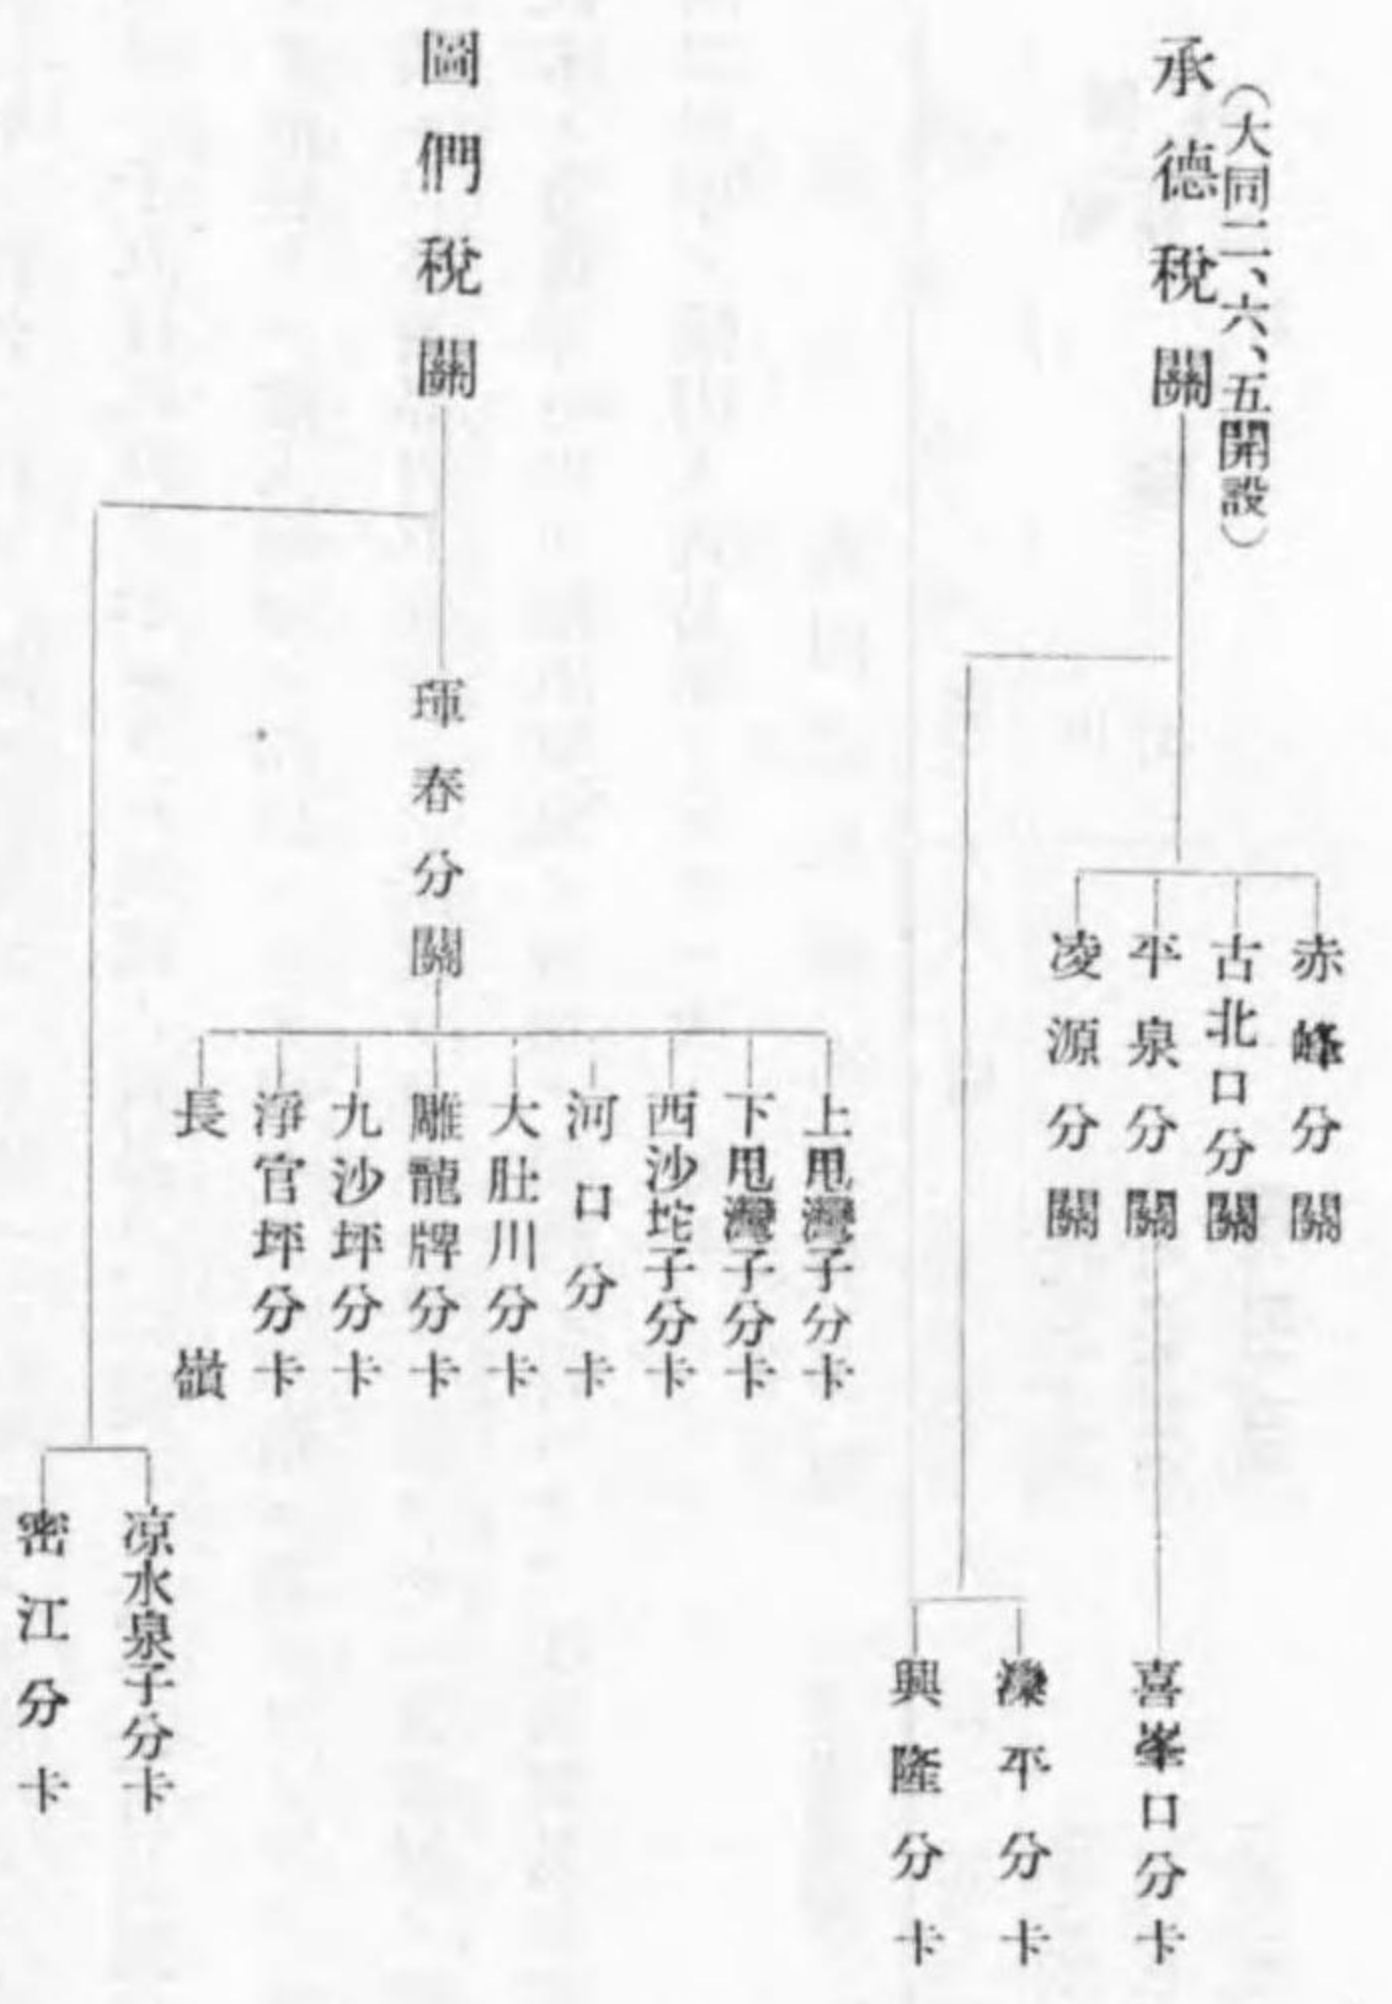 （大同二、六、五開設）
承德稅關
赤峰分關
古北口分關
平泉分關
凌源分關
喜峯口分卡
灤平分卡
興隆分卡
圖們稅關
琿春分關
上甩灣子分卡
下甩灣子分卡
西沙坨子分卡
河口分卡
大肚川分卡
雕龍牌分卡
九沙坪分卡
淨官坪分卡
長嶺
凉水泉子分卡
密江分卡